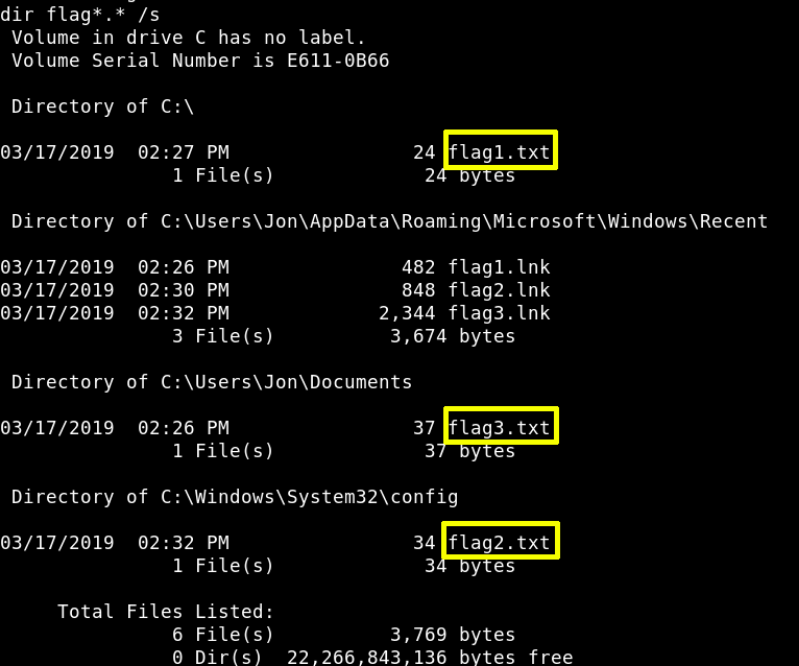 dir flag*.* /s
Volume in drive C has no label.
Volume Serial Number is E611-0B66
Directory of C:\
03/17/2019  02:27 PM                24 flag1.txt
1 File(s)             24 bytes
Directory of C:\Users\Jon\AppData\Roaming\Microsoft\Windows\Recent
03/17/2019  02:26 PM               482 flag1.lnk
03/17/2019  02:30 PM               848 flag2.lnk
03/17/2019  02:32 PM             2,344 flag3.lnk
3 File(s)          3,674 bytes
Directory of C:\Users\Jon\Documents
03/17/2019  02:26 PM                37 flag3.txt
1 File(s)             37 bytes
Directory of C:\Windows\System32\config
03/17/2019  02:32 PM                34 flag2.txt
1 File(s)             34 bytes
Total Files Listed:
6 File(s)          3,769 bytes
0 Dir(s)  22,266,843,136 bytes free